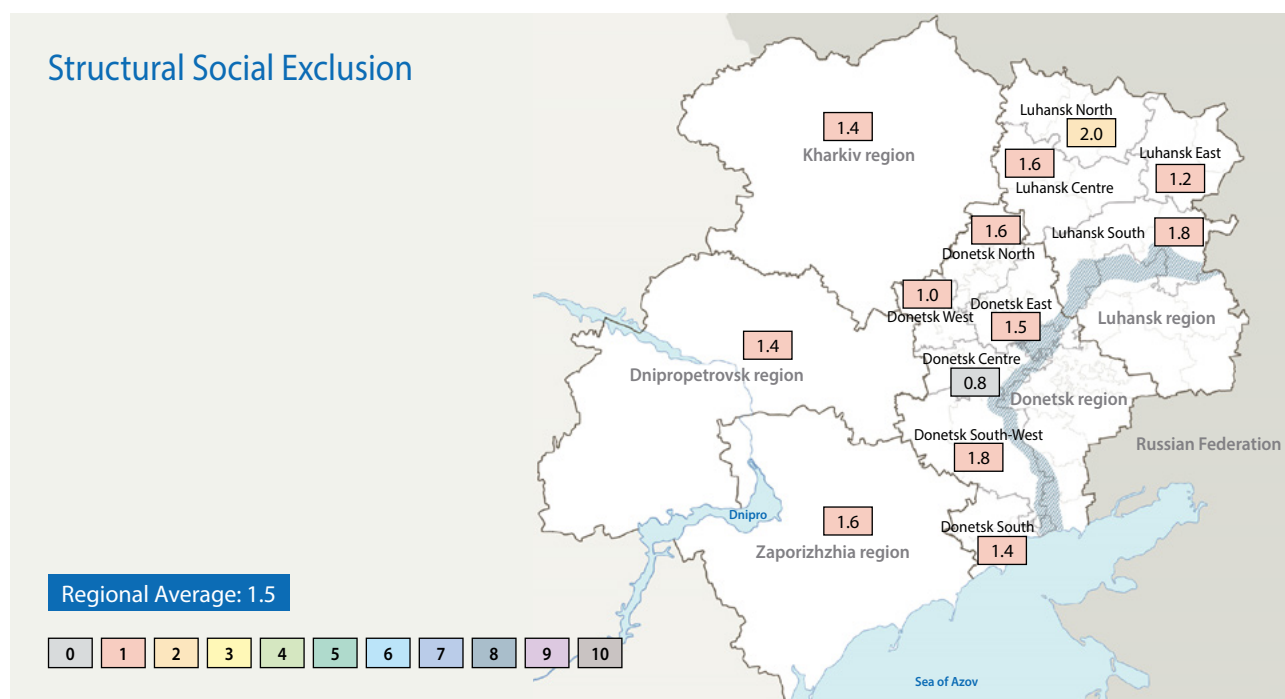 Structural Social Exclusion
1.4
Kharkiv region
Luhansk North
2.0
1.6
Luhansk Centre
Luhansk East
1.2
Luhansk South
1.8
1.6
Donetsk North
1.0
Donetsk West
Donetsk East
1.5
Luhansk region
1.4
Dnipropetrovsk region
Donetsk Centre
0.8
Donetsk region
Donetsk South-West
1.8
Russian Federation
Dnipro
1.6
Zaporizhzhia region
Donetsk South
1.4
Regional Average: 1.5
0 1 2 3 4 5 6 7 8 9 10
Sea of Azov